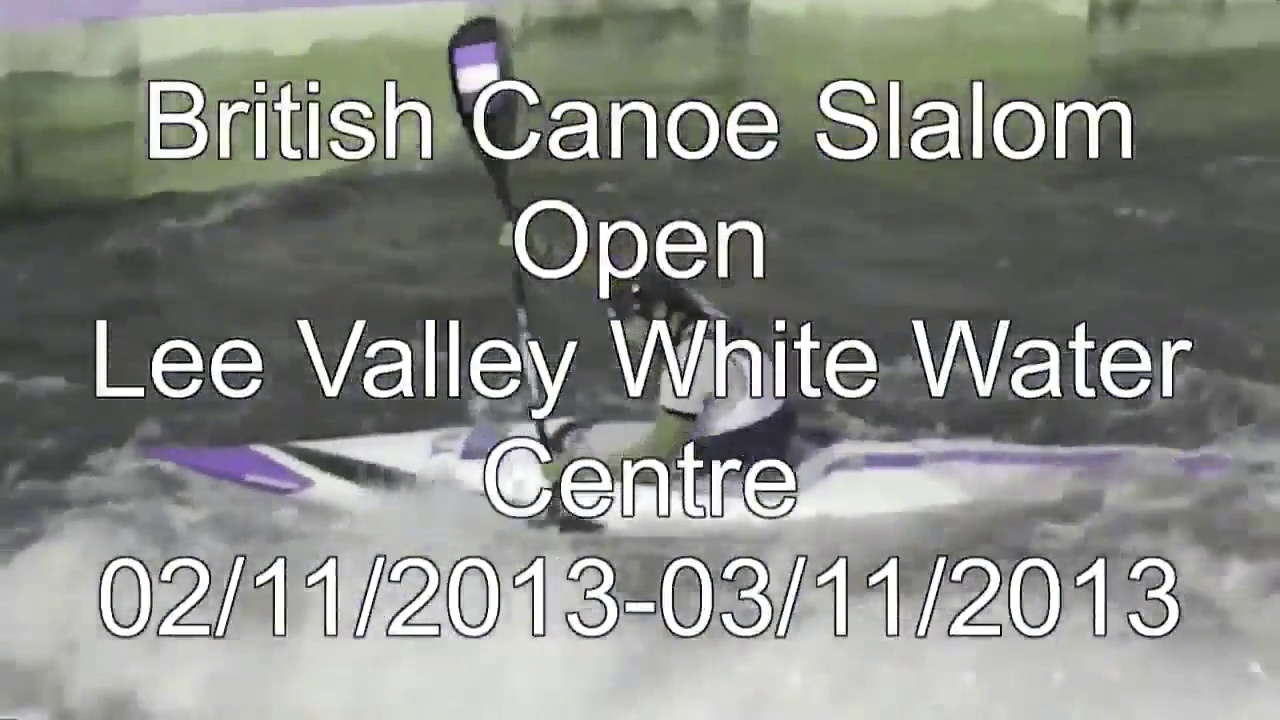 British Canoe Slalom
Open
Lee Valley White Water
Centre
02/11/2013-03/11/2013